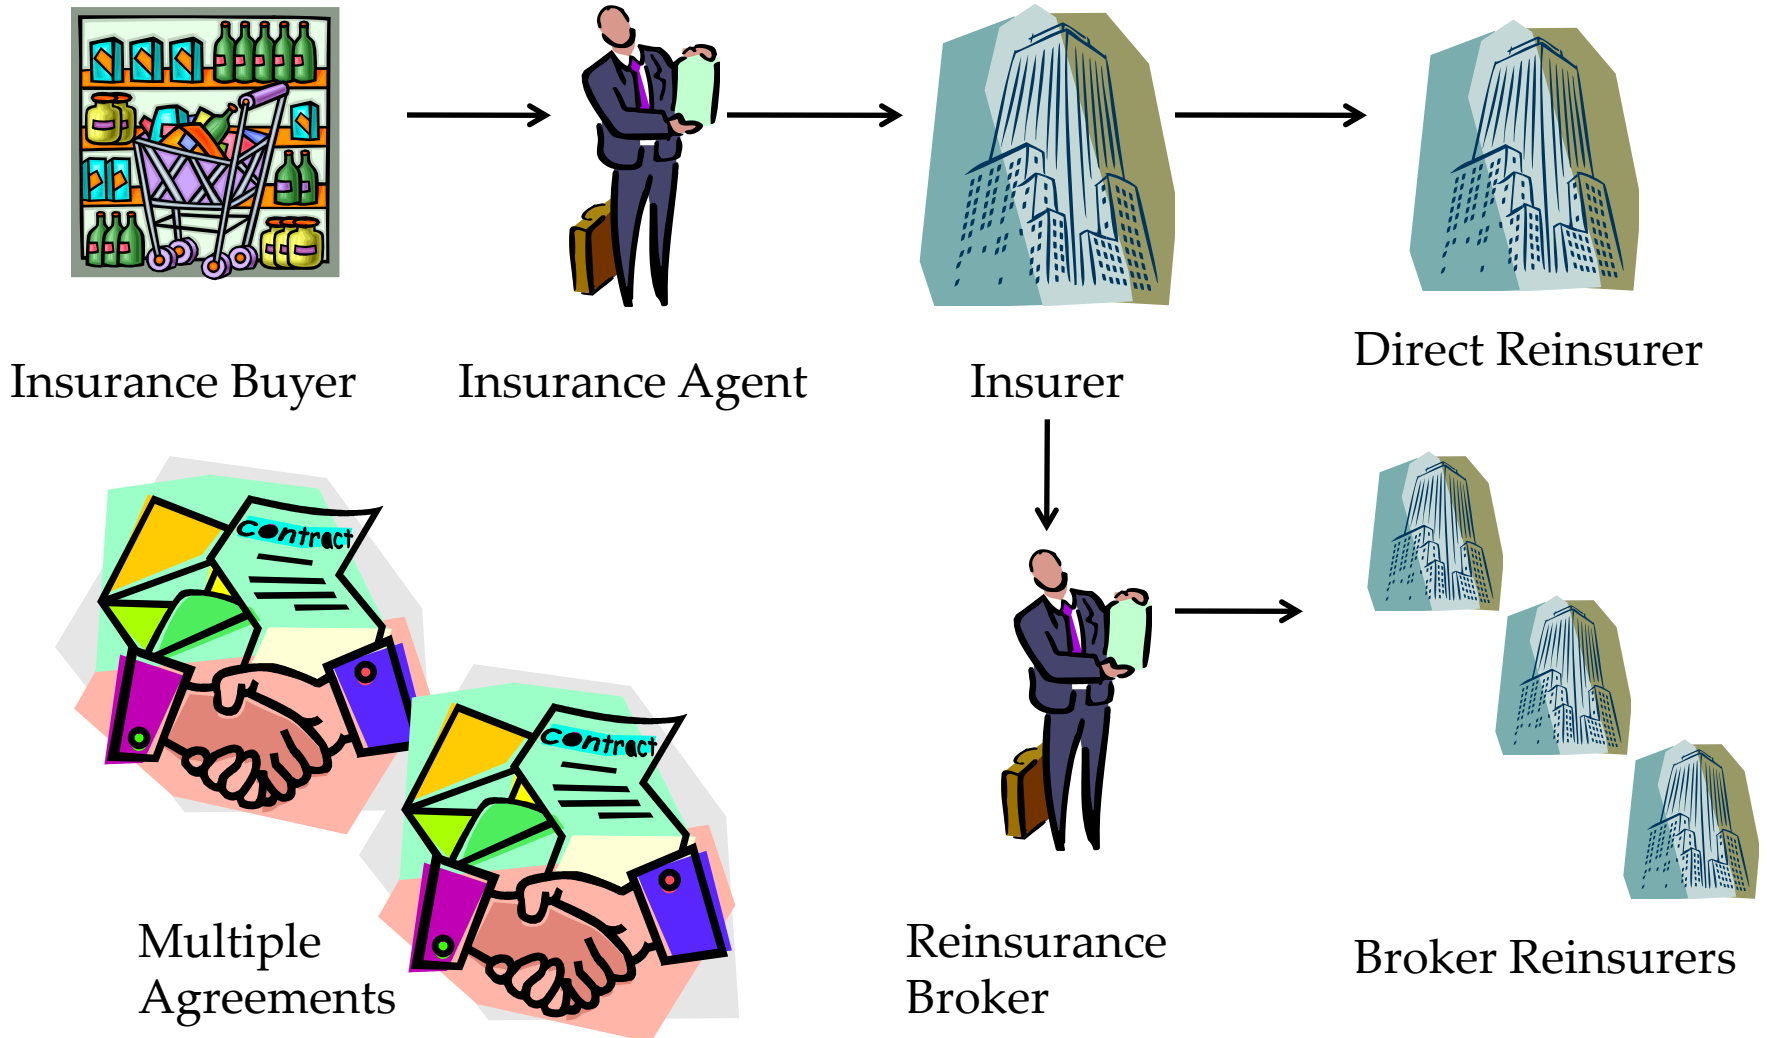 Insurance Buyer
Insurance Agent
Insurer
Direct Reinsurer
contract
contract
Multiple
Agreements
Reinsurance
Broker
Broker Reinsurers